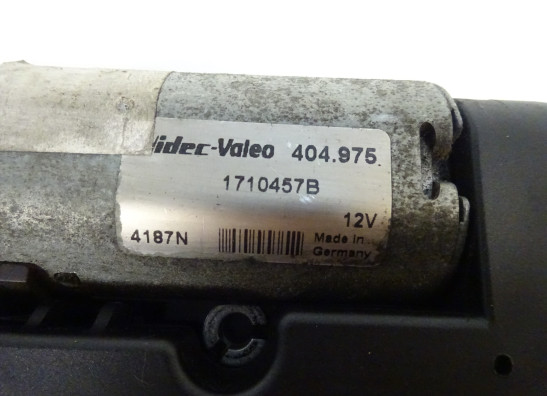 idec-Valeo 404.975.
1710457B
12V
4187N Made in
Germany